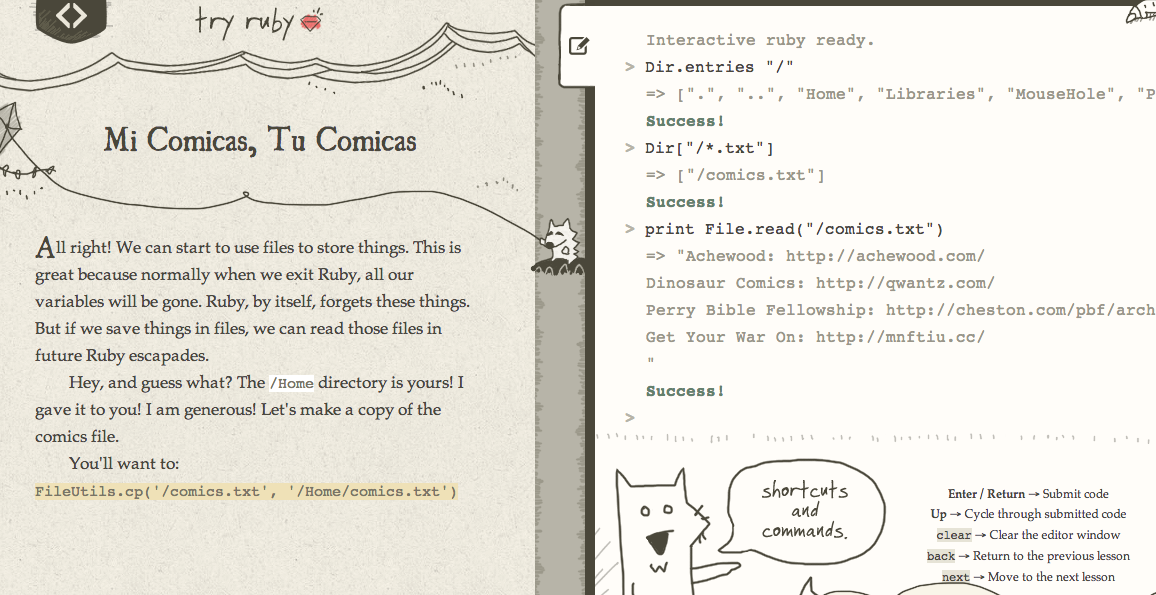 try ruby
Mi Comicas, Tu Comicas
All right! We can start to use files to store things. This is
great because normally when we exit Ruby, all our
variables will be gone. Ruby, by itself, forgets these things.
But if we save things in files, we can read those files in
future Ruby escapades.
Hey, and guess what? The /Home directory is yours! I
gave it to you! I am generous! Let's make a copy of the
comics file.
You'll want to:
FileUtils.cp('/comics.txt', '/Home/comics.txt')
Interactive ruby ready.
> Dir.entries "/"
=> [".", "..", "Home", "Libraries", "MouseHole", "P
Success!
> Dir["/*.txt"]
=> ["/comics.txt"]
Success!
> print File.read("/comics.txt")
=> "Achewood: http://achewood.com/
Dinosaur Comics: http://qwantz.com/
Perry Bible Fellowship: http://cheston.com/pbf/arch
Get Your War On: http://mnftiu.cc/
"
Success!
>
shortcuts
and
commands.
Enter / Return → Submit code
Up → Cycle through submitted code
clear → Clear the editor window
back → Return to the previous lesson
next → Move to the next lesson